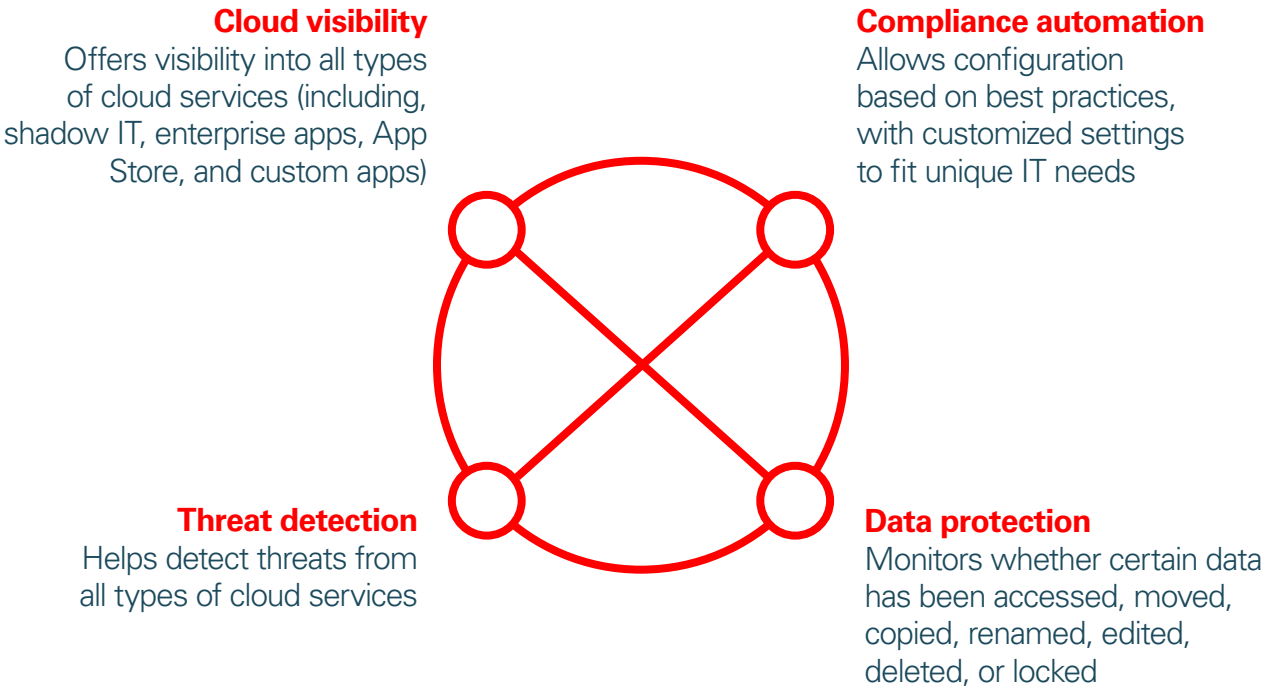 Cloud visibility
Offers visibility into all types
of cloud services (including,
shadow IT, enterprise apps, App
Store, and custom apps)
Compliance automation
Allows configuration
based on best practices,
with customized settings
to fit unique IT needs
Threat detection
Helps detect threats from
all types of cloud services
Data protection
Monitors whether certain data
has been accessed, moved,
copied, renamed, edited,
deleted, or locked